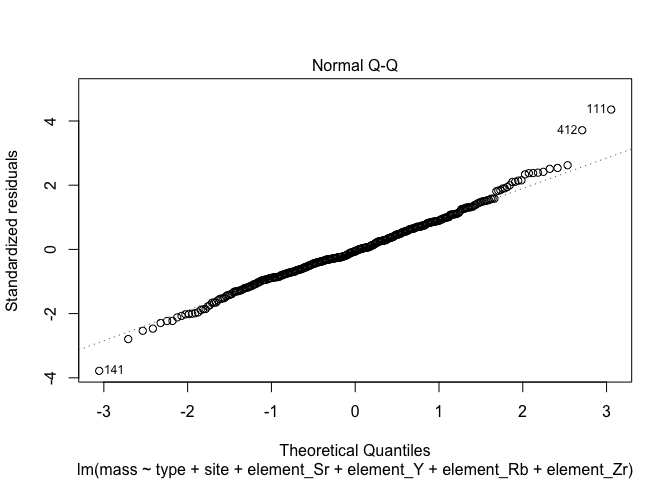 Normal Q-Q
Standardized residuals
4
2
0
-2
-4
111
412
141
-3 -2 -1 0 1 2 3
Theoretical Quantiles
lm(mass ~ type + site + element_Sr + element_Y + element_Rb + element_Zr)